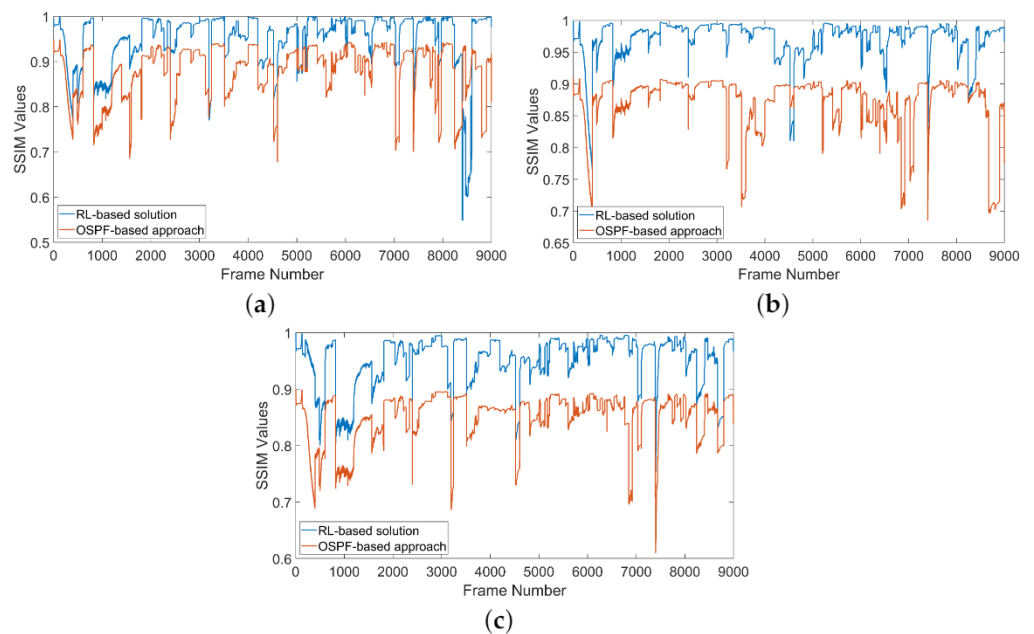 SSIM Values
1
0.9
0.8
0.7
0.6
0.5
RL-based solution
OSPF-based approach
0 1000 2000 3000 4000 5000 6000 7000 8000 9000
Frame Number
(a)
SSIM Values
1
0.95
0.9
0.85
0.8
0.75
0.7
0.65
RL-based solution
OSPF-based approach
0 1000 2000 3000 4000 5000 6000 7000 8000 9000
Frame Number
(b)
SSIM Values
1
0.9
0.8
0.7
0.6
RL-based solution
OSPF-based approach
0 1000 2000 3000 4000 5000 6000 7000 8000 9000
Frame Number
(c)